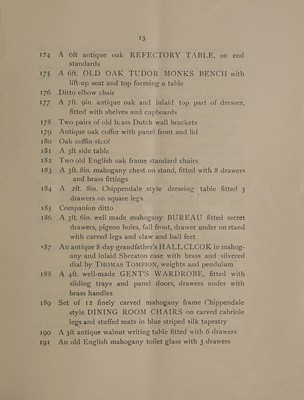 13
174 A 6ft antique oak REFECTORY TABLE, on end
standards
175 A 6ft. OLD OAK TUDOR MONKS BENCH with
lift-up seat and top forming a table
176 Ditto elbow chair
177 A 7ft. 9in. antique oak and inlaid top part of dresser,
fitted with shelves and cupboards
178 Two pairs of old brass Dutch wall brackets
179 Antique oak coffer with panel front and lid
180 Oak coffin stool
181 A 3ft side table
182 Two old English oak frame standard chairs
183 A 3ft. 8in. mahogany chest on stand, fitted with 8 drawers
and brass fittings
184 A 2ft. 8in. Chippendale style dressing table fitted 3
drawers on square legs
185 Companion ditto
186 A 3ft. 6in. well made mahogany BUREAU fitted secret
drawers, pigeon holes, fall front, drawer under on stand
with carved legs and claw and ball feet
187 An antique 8-day grandfather's HALL CLCOK in mahog-
any and inlaid Sheraton case with brass and silvered
dial by THOMAS TOMPION, weights and pendulum
188 A 4ft. well-made GENT'S WARDROBE, fitted with
sliding trays and panel doors, drawers under with
brass handles
189 Set of 12 finely carved mahogany frame Chippendale
style DINING ROOM CHAIRS on carved cabriole
legs and stuffed seats in blue striped silk tapestry
190 A 3ft antique walnut writing table fitted with 6 drawers
191 An old English mahogany toilet glass with 3 drawers